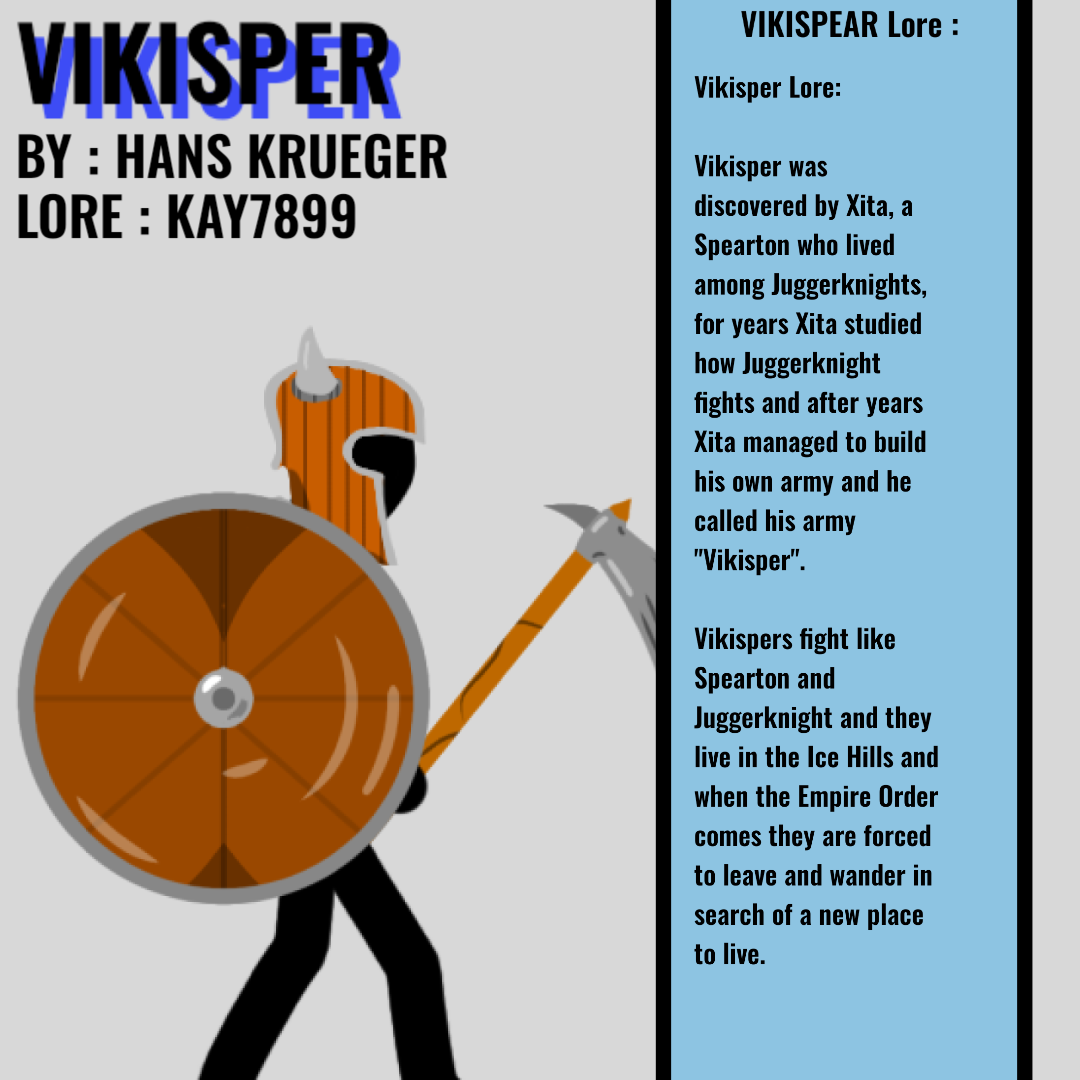 VIKISPER
BY : HANS KRUEGER
LORE : KAY7899
VIKISPEAR Lore :
Vikisper Lore:
Vikisper was
discovered by Xita, a
Spearton who lived
among Juggerknights,
for years Xita studied
how Juggerknight
fights and after years
Xita managed to build
his own army and he
called his army
"Vikisper".
Vikispers fight like
Spearton and
Juggerknight and they
live in the Ice Hills and
when the Empire Order
comes they are forced
to leave and wander in
search of a new place
to live.